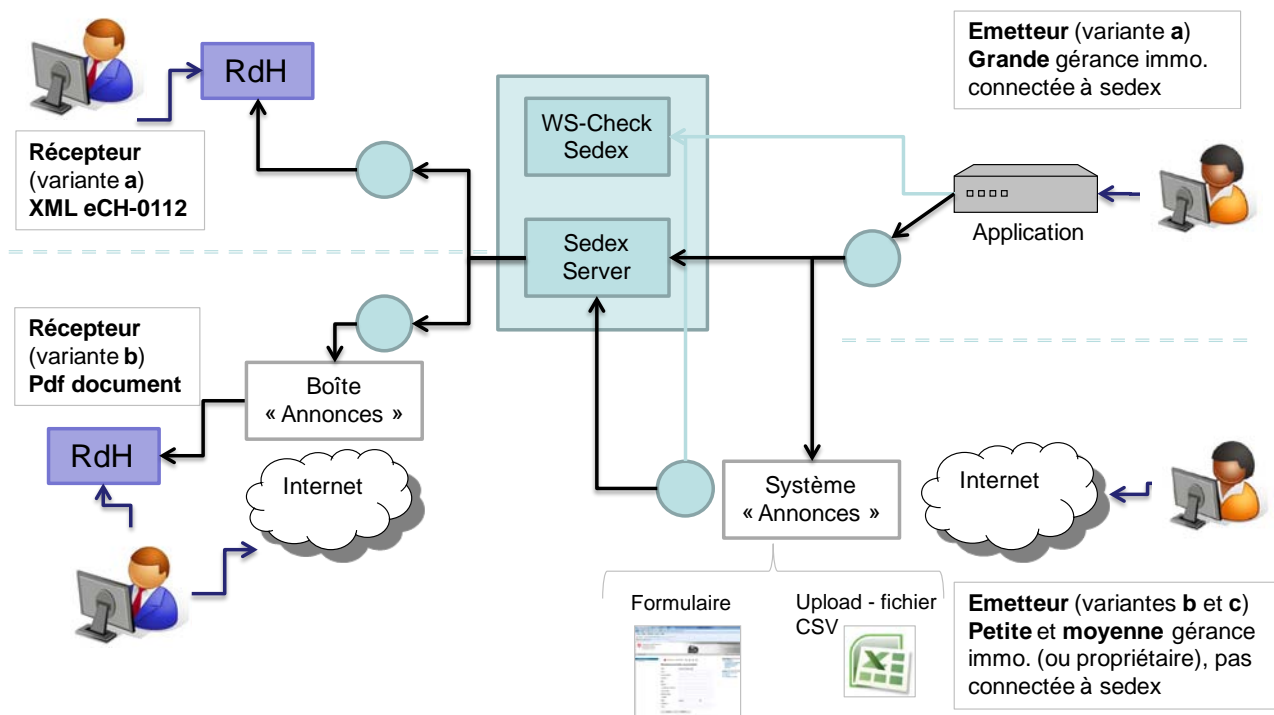 RdH
Récepteur
(variante a)
XML eCH-0112
WS-Check
Sedex
Sedex
Server
Emetteur (variante a)
Grande gérance immo.
connectée à sedex
Application
Récepteur
(variante b)
Pdf document
Boîte
« Annonces »
RdH
Internet
Système
« Annonces »
Internet
Formulaire
Upload - fichier
CSV
Emetteur (variantes b et c)
Petite et moyenne gérance
immo. (ou propriétaire), pas
connectée à sedex